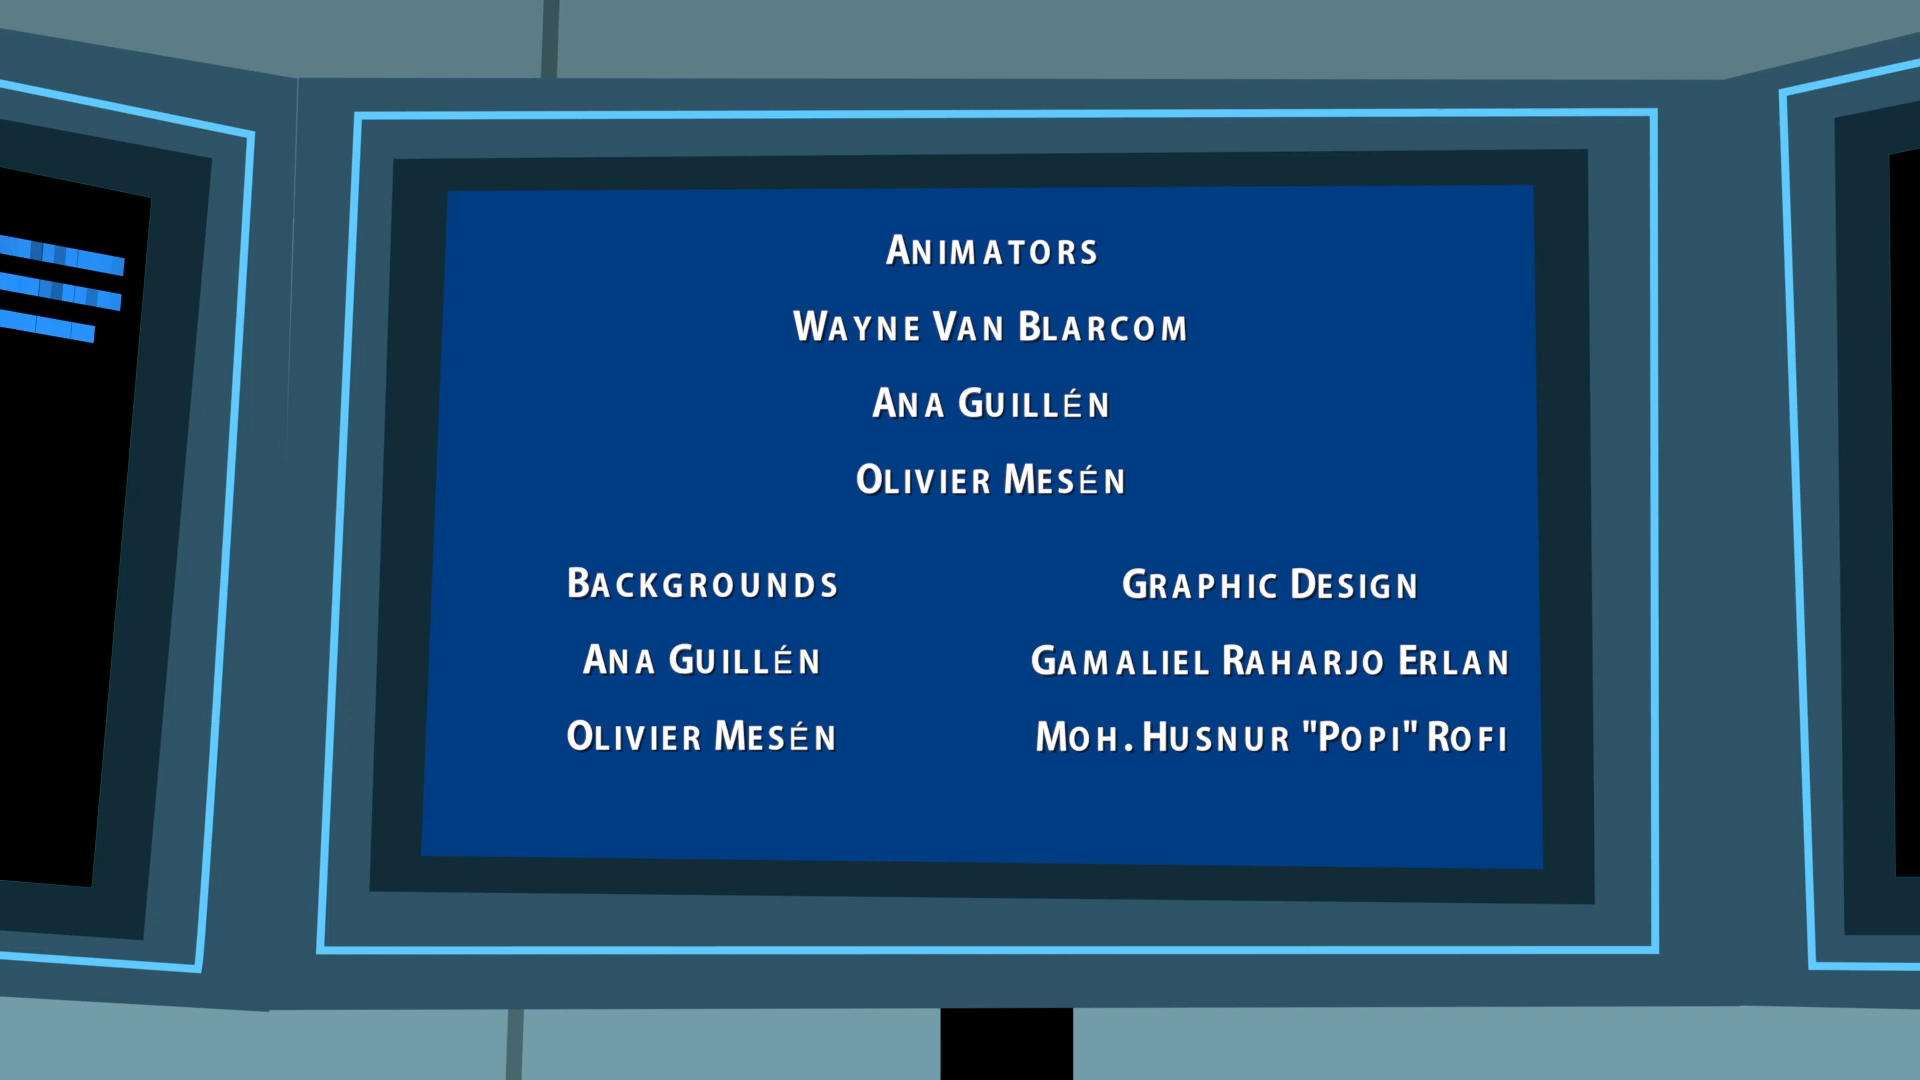 Animators
Wayne Van Blarcom
Ana Guillén
Olivier Mesén
Backgrounds
Ana Guillén
Olivier Mesén
Graphic Design
Gamaliel Raharjo Erlan
Moh. Husnur "Popi" Rofi